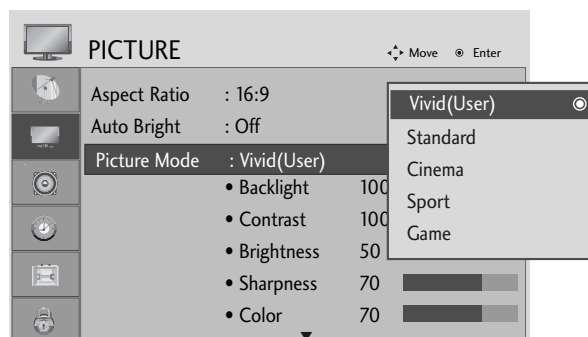 PICTURE Move Enter
Aspect Ratio : 16:9
Auto Bright : Off
Picture Mode : Vivid(User)
• Backlight 100
• Contrast 100
• Brightness 50
• Sharpness 70
• Color 70
Vivid(User)
Standard
Cinema
Sport
Game